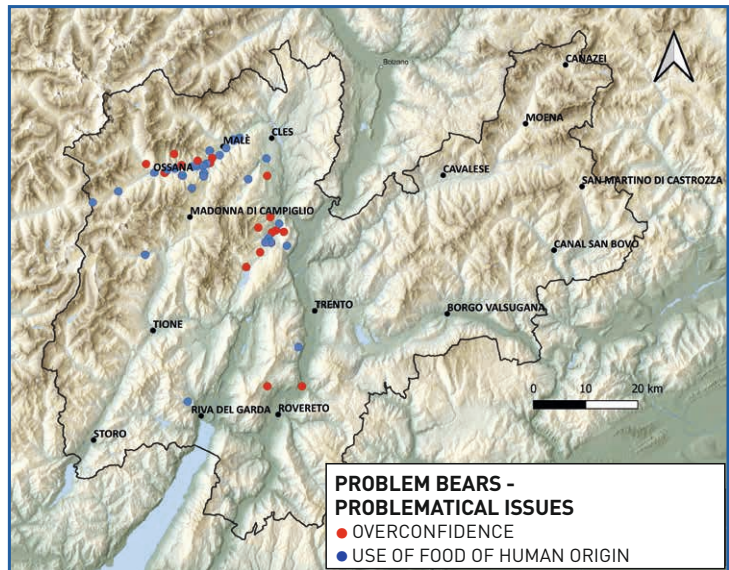 Bolzano
CANAZEI
MOENA
CLES
MALÈ
OSSANA
CAVALESE
SAN MARTINO DI CASTROZZA
MADONNA DI CAMPIGLIO
CANAL SAN BOVO
TRENTO
BORGO VALSUGANA
TIONE
0 10 20 km
RIVA DEL GARDA
ROVERETO
STORO
PROBLEM BEARS -
PROBLEMATICAL ISSUES
OVERCONFIDENCE
USE OF FOOD OF HUMAN ORIGIN